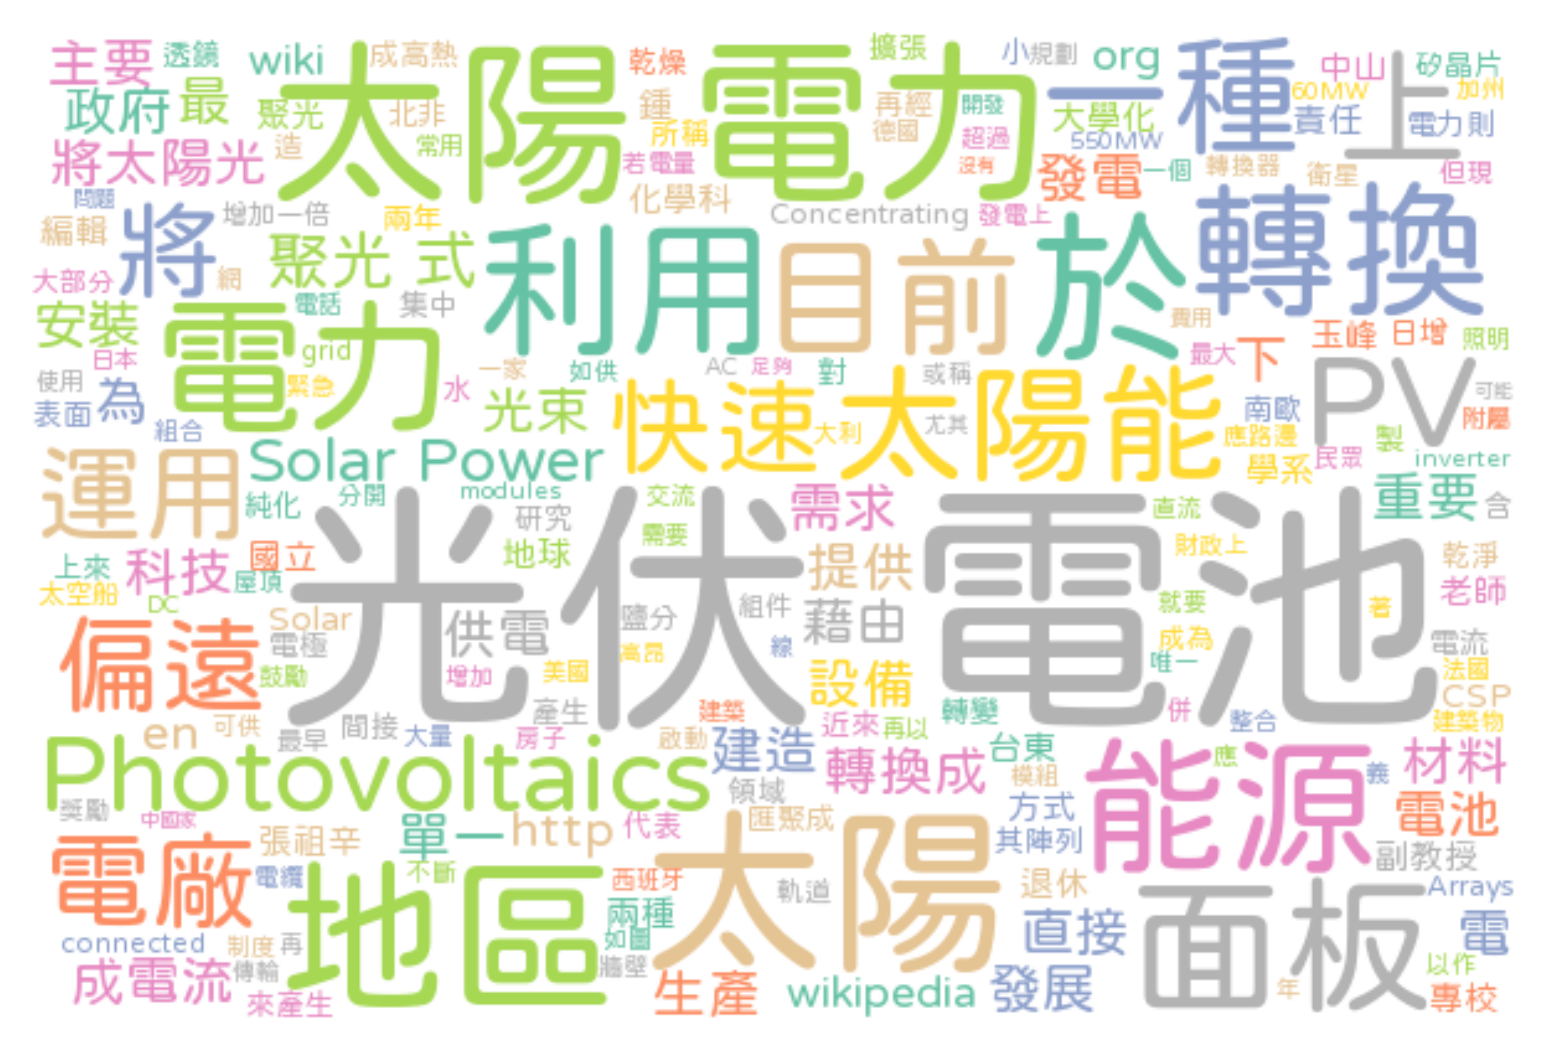 主要 透鏡 wiki 成高熱 太陽電力 乾燥 擴張 小 規劃 org 一種 中山 上 矽晶片
政府 最 聚光 北非 鍾 再經 開發 大學化 60MW 加州
將太陽光 造 常用 所稱 德國 超過 550MW 責任 電力則
若電量 沒有 發電 一個 轉換器 衛星 但現
問題 化學科
編輯 將 增加一倍 兩年 Concentrating 發電上 轉換
大部分 網 聚光 式 利用 目前 於
安裝 電話 集中 費用
日本 電力 grid 玉峰 日增 照明
使用 緊急 水 一家 如供 AC 足夠 對 或稱 最大 下 PV 可能
表面 為 光束 快速 太陽能 南歐 附屬
組合 大利 尤其 應路邊 製
運用 Solar Power 學系 民眾 inverter
純化 分開 modules 交流 需求 直流 重要 含
研究 需要
上來 科技 國立 地球 提供 財政上 乾淨
太空船 屋頂 光伏 電池 老師
DC Solar 供電 鹽分 組件 藉由 就要 著
偏遠 電極 高昂 線 成為 電流
鼓勵 增加 美國 設備 唯一 法國
CSP
en 可供 最早 間接 產生 建築 近來 再以 轉變 併 整合 建築物
Photovoltaics 大量 房子 啟動 建造 轉換成 台東 能源 應 義 材料
獎勵 領域 模組
中國家 張祖辛 單一 http 代表 匯聚成 方式 電池
電廠 其陣列 副教授
電纜 地區 不斷 西班牙 太陽 軌道 退休 面板 Arrays
兩種
connected 制度 再 如圖 直接 電
成電流 傳輸 牆壁 以作
來產生 生產 wikipedia 發展 年 專校